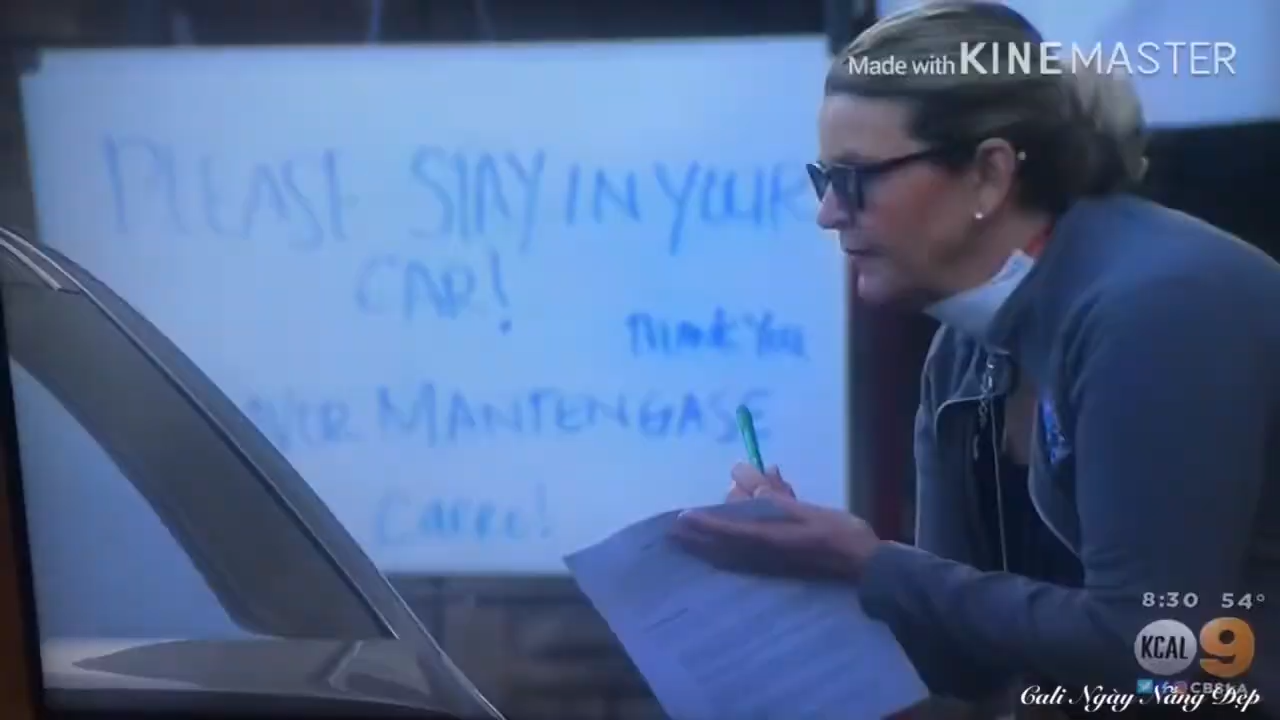 Made with KINEMASTER
PLEASE STAY IN YOUR
CAR!
THANK YOU
MANTENGASE
CARRO!
8:30 54°
KCAL 9
CBSLA
Cali Ngày Nắng Đẹp